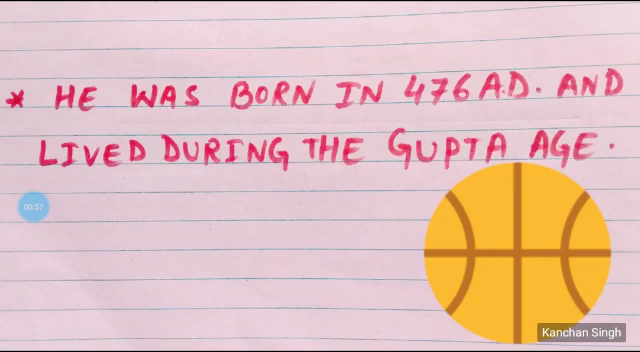 * HE WAS BORN IN 476 A.D. AND
LIVED DURING THE GUPTA AGE.
00:57
Kanchan Singh